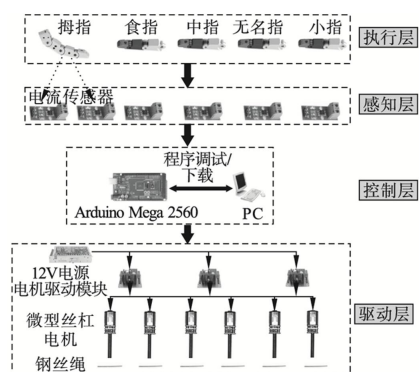 拇指 食指 中指 无名指 小指
执行层
电流传感器
感知层
程序调试/
下载
Arduino Mega 2560
PC
控制层
12V电源
电机驱动模块
微型丝杠
电机
钢丝绳
驱动层